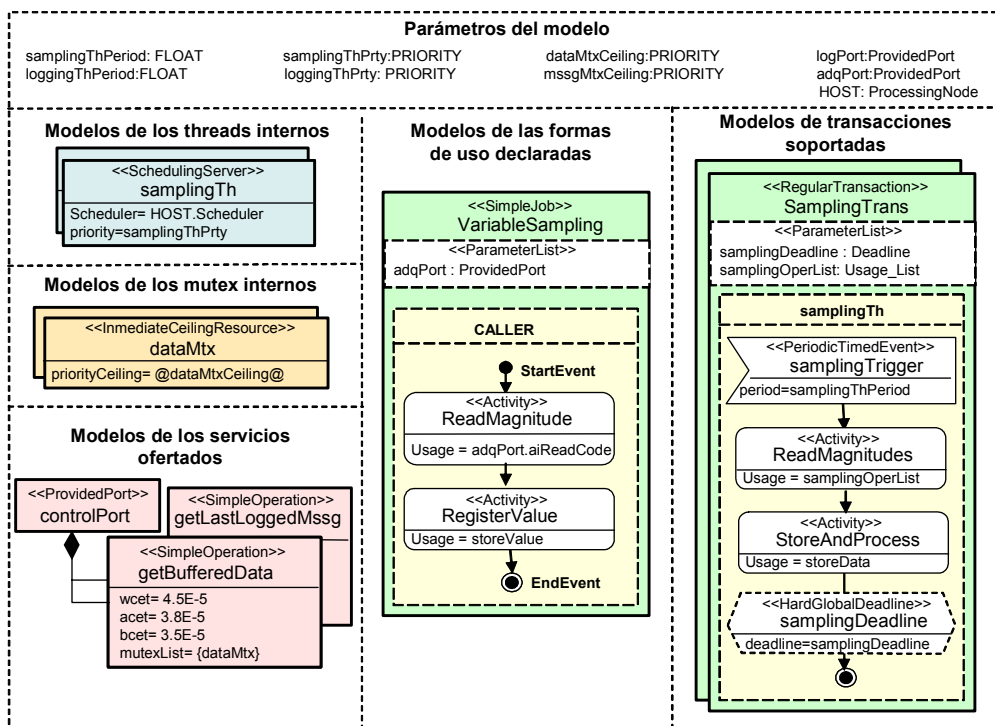 Parámetros del modelo
samplingThPeriod: FLOAT
loggingThPeriod:FLOAT
samplingThPrty:PRIORITY
loggingThPrty: PRIORITY
dataMtxCeiling:PRIORITY
mssgMtxCeiling:PRIORITY
logPort:ProvidedPort
adqPort:ProvidedPort
HOST: ProcessingNode
Modelos de los threads internos
<<SchedulingServer>>
samplingTh
Scheduler= HOST.Scheduler
priority=samplingThPrty
Modelos de los mutex internos
<<InmediateCeilingResource>>
dataMtx
priorityCeiling= @dataMtxCeiling@
Modelos de los servicios
ofertados
<<ProvidedPort>>
controlPort
<<SimpleOperation>>
getLastLoggedMssg
<<SimpleOperation>>
getBufferedData
wcet= 4.5E-5
acet= 3.8E-5
bcet= 3.5E-5
mutexList= {dataMtx}
Modelos de las formas
de uso declaradas
<<SimpleJob>>
VariableSampling
<<ParameterList>>
adqPort : ProvidedPort
CALLER
StartEvent
<<Activity>>
ReadMagnitude
Usage = adqPort.aiReadCode
<<Activity>>
RegisterValue
Usage = storeValue
EndEvent
Modelos de transacciones
soportadas
<<RegularTransaction>>
SamplingTrans
<<ParameterList>>
samplingDeadline : Deadline
samplingOperList: Usage_List
samplingTh
<<PeriodicTimedEvent>>
samplingTrigger
period=samplingThPeriod
<<Activity>>
ReadMagnitudes
Usage = samplingOperList
<<Activity>>
StoreAndProcess
Usage = storeData
<<HardGlobalDeadline>>
samplingDeadline
deadline=samplingDeadline